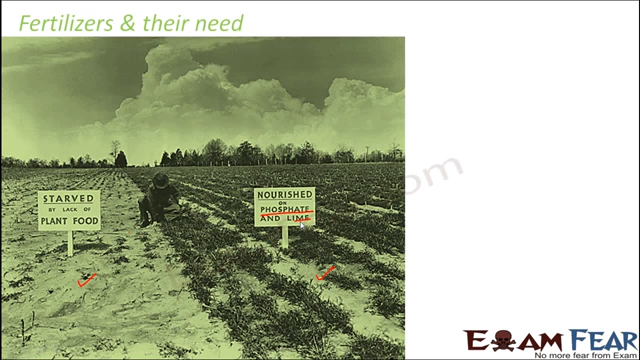 Fertilizers & their need
STARVED
BY LACK OF
PLANT FOOD
NOURISHED
ON
PHOSPHATE
AND LIME
.com
EXAM FEAR
No more fear from Exam